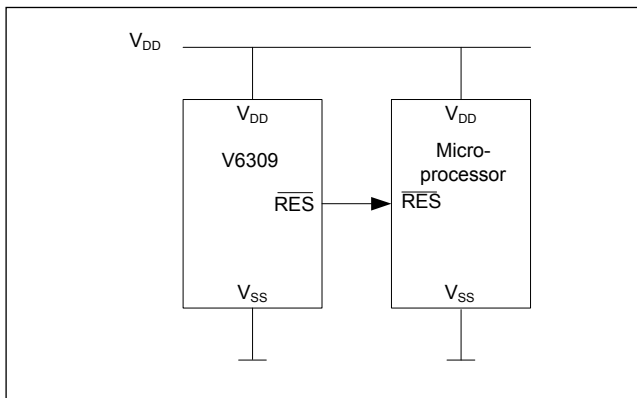 VDD
VDD
V6309
RES
VSS
VDD
Micro-
processor
RES
VSS